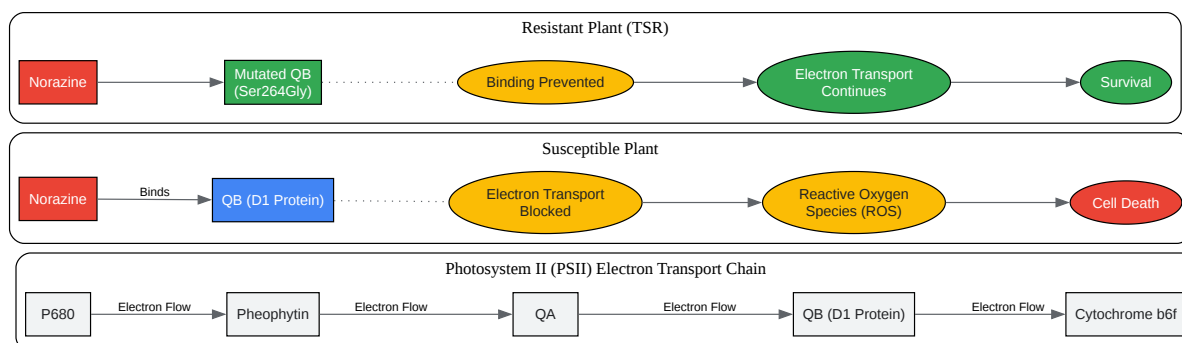 Resistant Plant (TSR)
Norazine
Mutated QB
(Ser264Gly)
Binding Prevented
Electron Transport
Continues
Survival
Susceptible Plant
Norazine
Binds
QB (D1 Protein)
Electron Transport
Blocked
Reactive Oxygen
Species (ROS)
Cell Death
Photosystem II (PSII) Electron Transport Chain
P680
Electron Flow
Pheophytin
Electron Flow
QA
Electron Flow
QB (D1 Protein)
Electron Flow
Cytochrome b6f